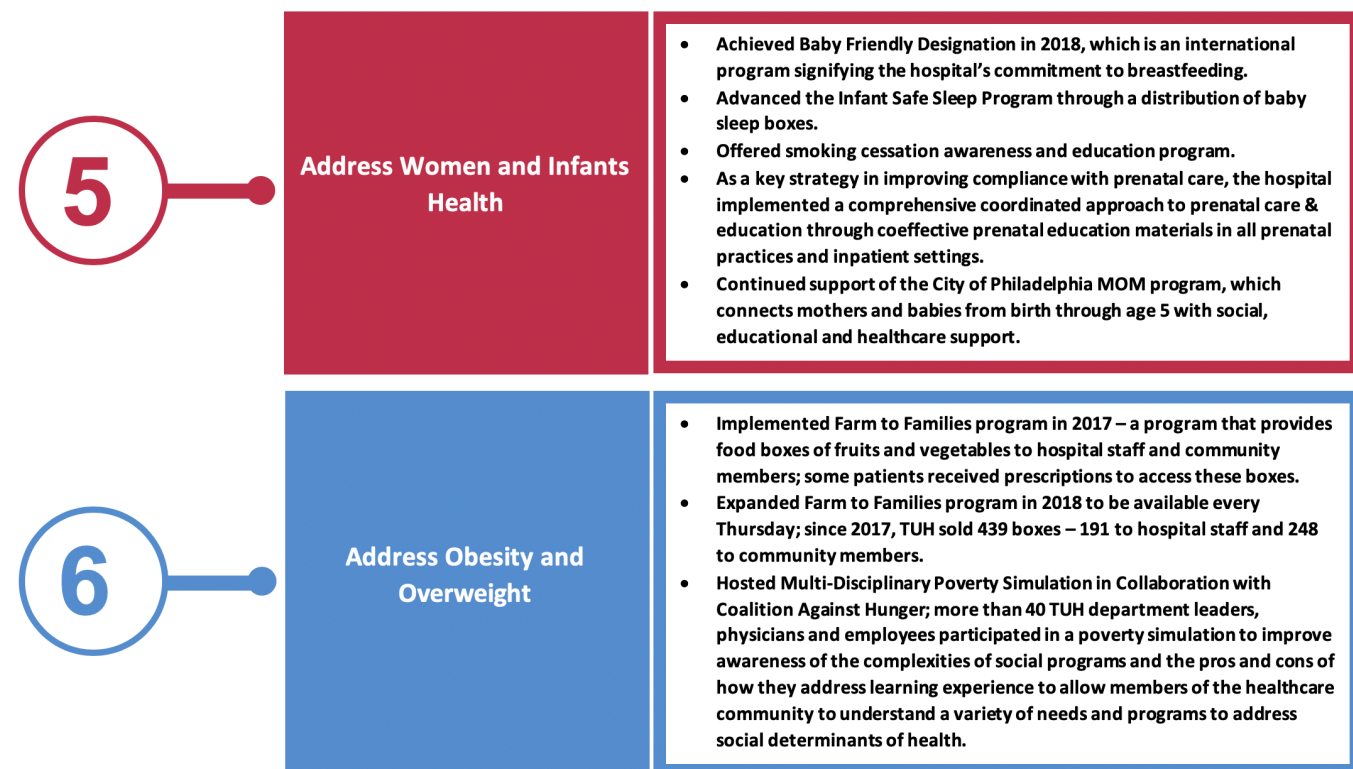 5
Address Women and Infants
Health
• Achieved Baby Friendly Designation in 2018, which is an international
program signifying the hospital’s commitment to breastfeeding.
• Advanced the Infant Safe Sleep Program through a distribution of baby
sleep boxes.
• Offered smoking cessation awareness and education program.
• As a key strategy in improving compliance with prenatal care, the hospital
implemented a comprehensive coordinated approach to prenatal care &
education through coeffective prenatal education materials in all prenatal
practices and inpatient settings.
• Continued support of the City of Philadelphia MOM program, which
connects mothers and babies from birth through age 5 with social,
educational and healthcare support.
6
Address Obesity and
Overweight
• Implemented Farm to Families program in 2017 – a program that provides
food boxes of fruits and vegetables to hospital staff and community
members; some patients received prescriptions to access these boxes.
• Expanded Farm to Families program in 2018 to be available every
Thursday; since 2017, TUH sold 439 boxes – 191 to hospital staff and 248
to community members.
• Hosted Multi-Disciplinary Poverty Simulation in Collaboration with
Coalition Against Hunger; more than 40 TUH department leaders,
physicians and employees participated in a poverty simulation to improve
awareness of the complexities of social programs and the pros and cons of
how they address learning experience to allow members of the healthcare
community to understand a variety of needs and programs to address
social determinants of health.